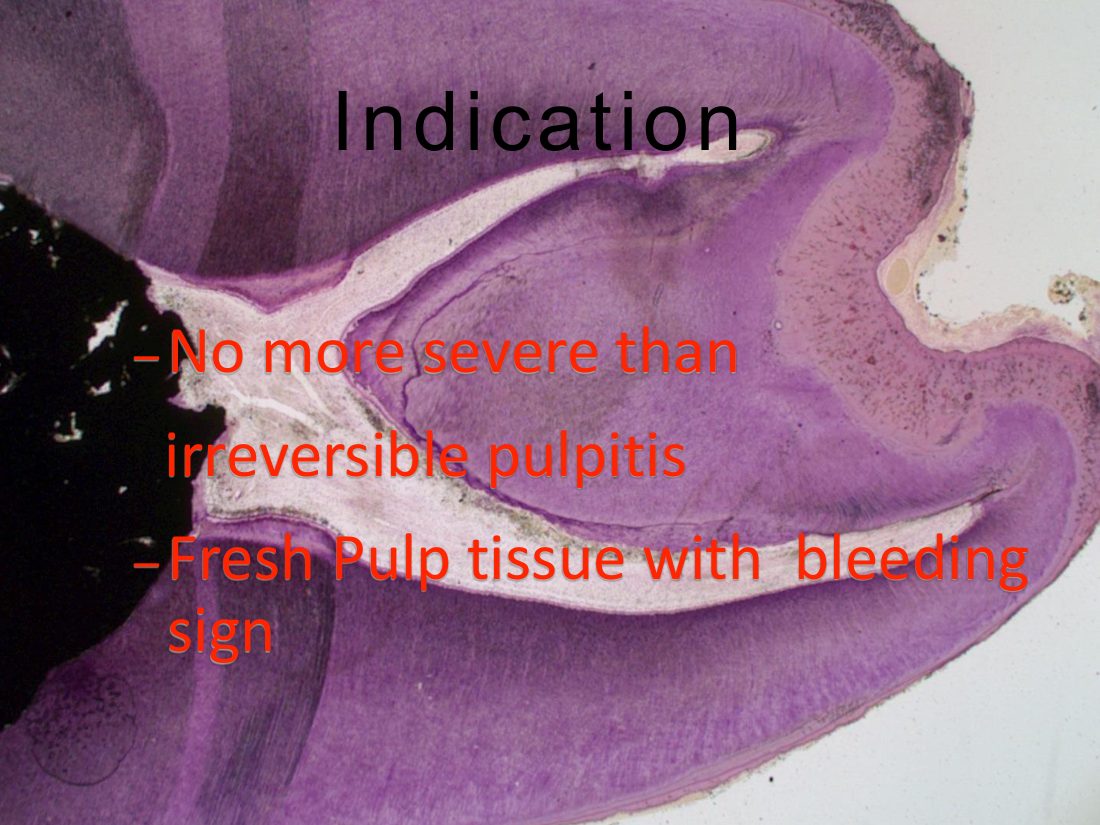 Indication
–No more severe than
irreversible pulpitis
–Fresh Pulp tissue with  bleeding
sign